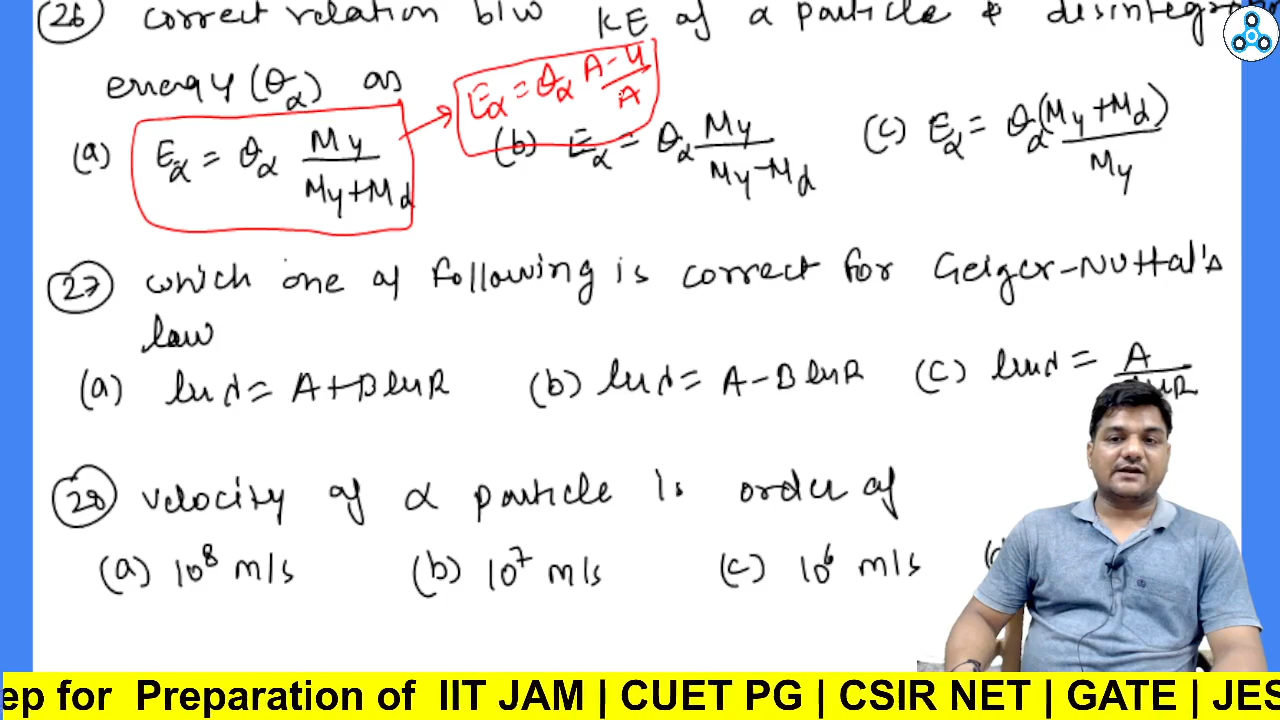 (26) correct relation b/w KE of α particle & desintegra
energy (Qα) as
Eα = Qα A-4/A
(a) Eα = Qα My/My+Md (b) Eα = Qα My/My-Md (c) Eα = Qα(My+Md)/My
(27) which one of following is correct for Geiger-Nuttal's
law
(a) lnλ = A+BlnR (b) lnλ = A-BlnR (c) lnλ = A/
(28) velocity of α particle is order of
(a) 10⁸ m/s (b) 10⁷ m/s (c) 10⁶ m/s
ep for Preparation of IIT JAM | CUET PG | CSIR NET | GATE | JES